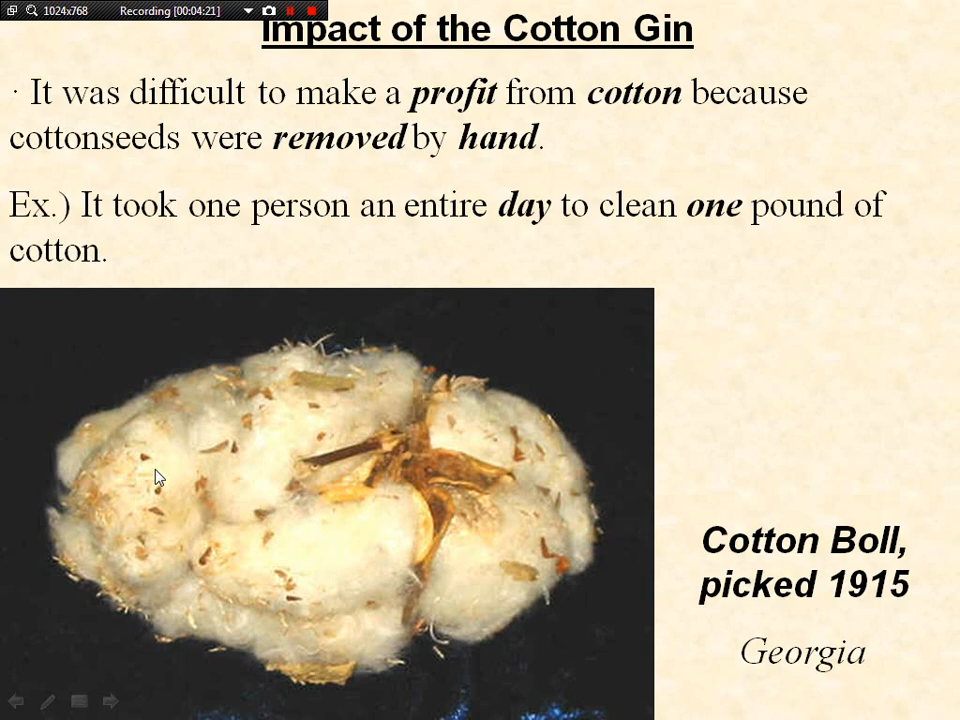 1024x768 Recording [00:04:21]
Impact of the Cotton Gin
· It was difficult to make a profit from cotton because
cottonseeds were removed by hand.
Ex.) It took one person an entire day to clean one pound of
cotton.
Cotton Boll,
picked 1915
Georgia